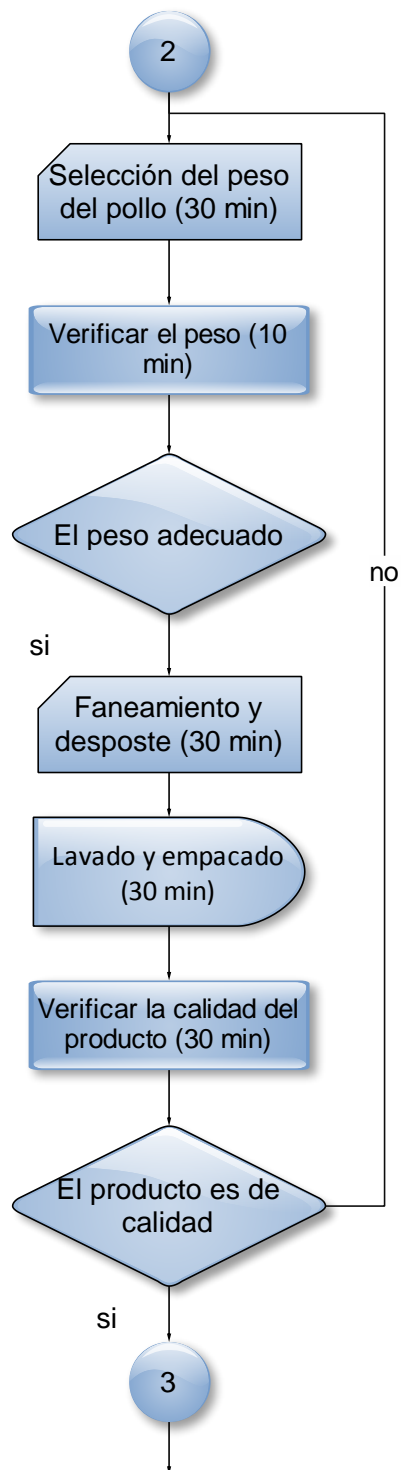 2
Selección del peso
del pollo (30 min)
Verificar el peso (10
min)
El peso adecuado
no
si
Faneamiento y
desposte (30 min)
Lavado y empacado
(30 min)
Verificar la calidad del
producto (30 min)
El producto es de
calidad
si
3